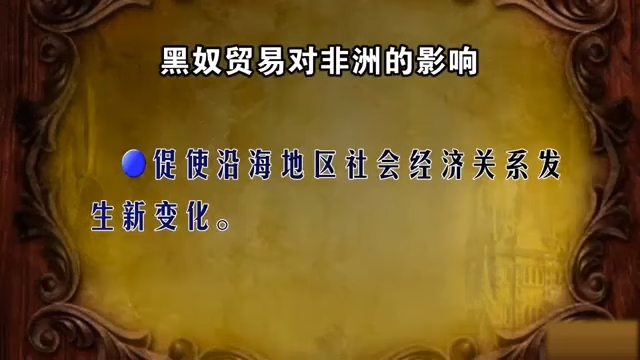 黑奴贸易对非洲的影响
促使沿海地区社会经济关系发
生新变化。